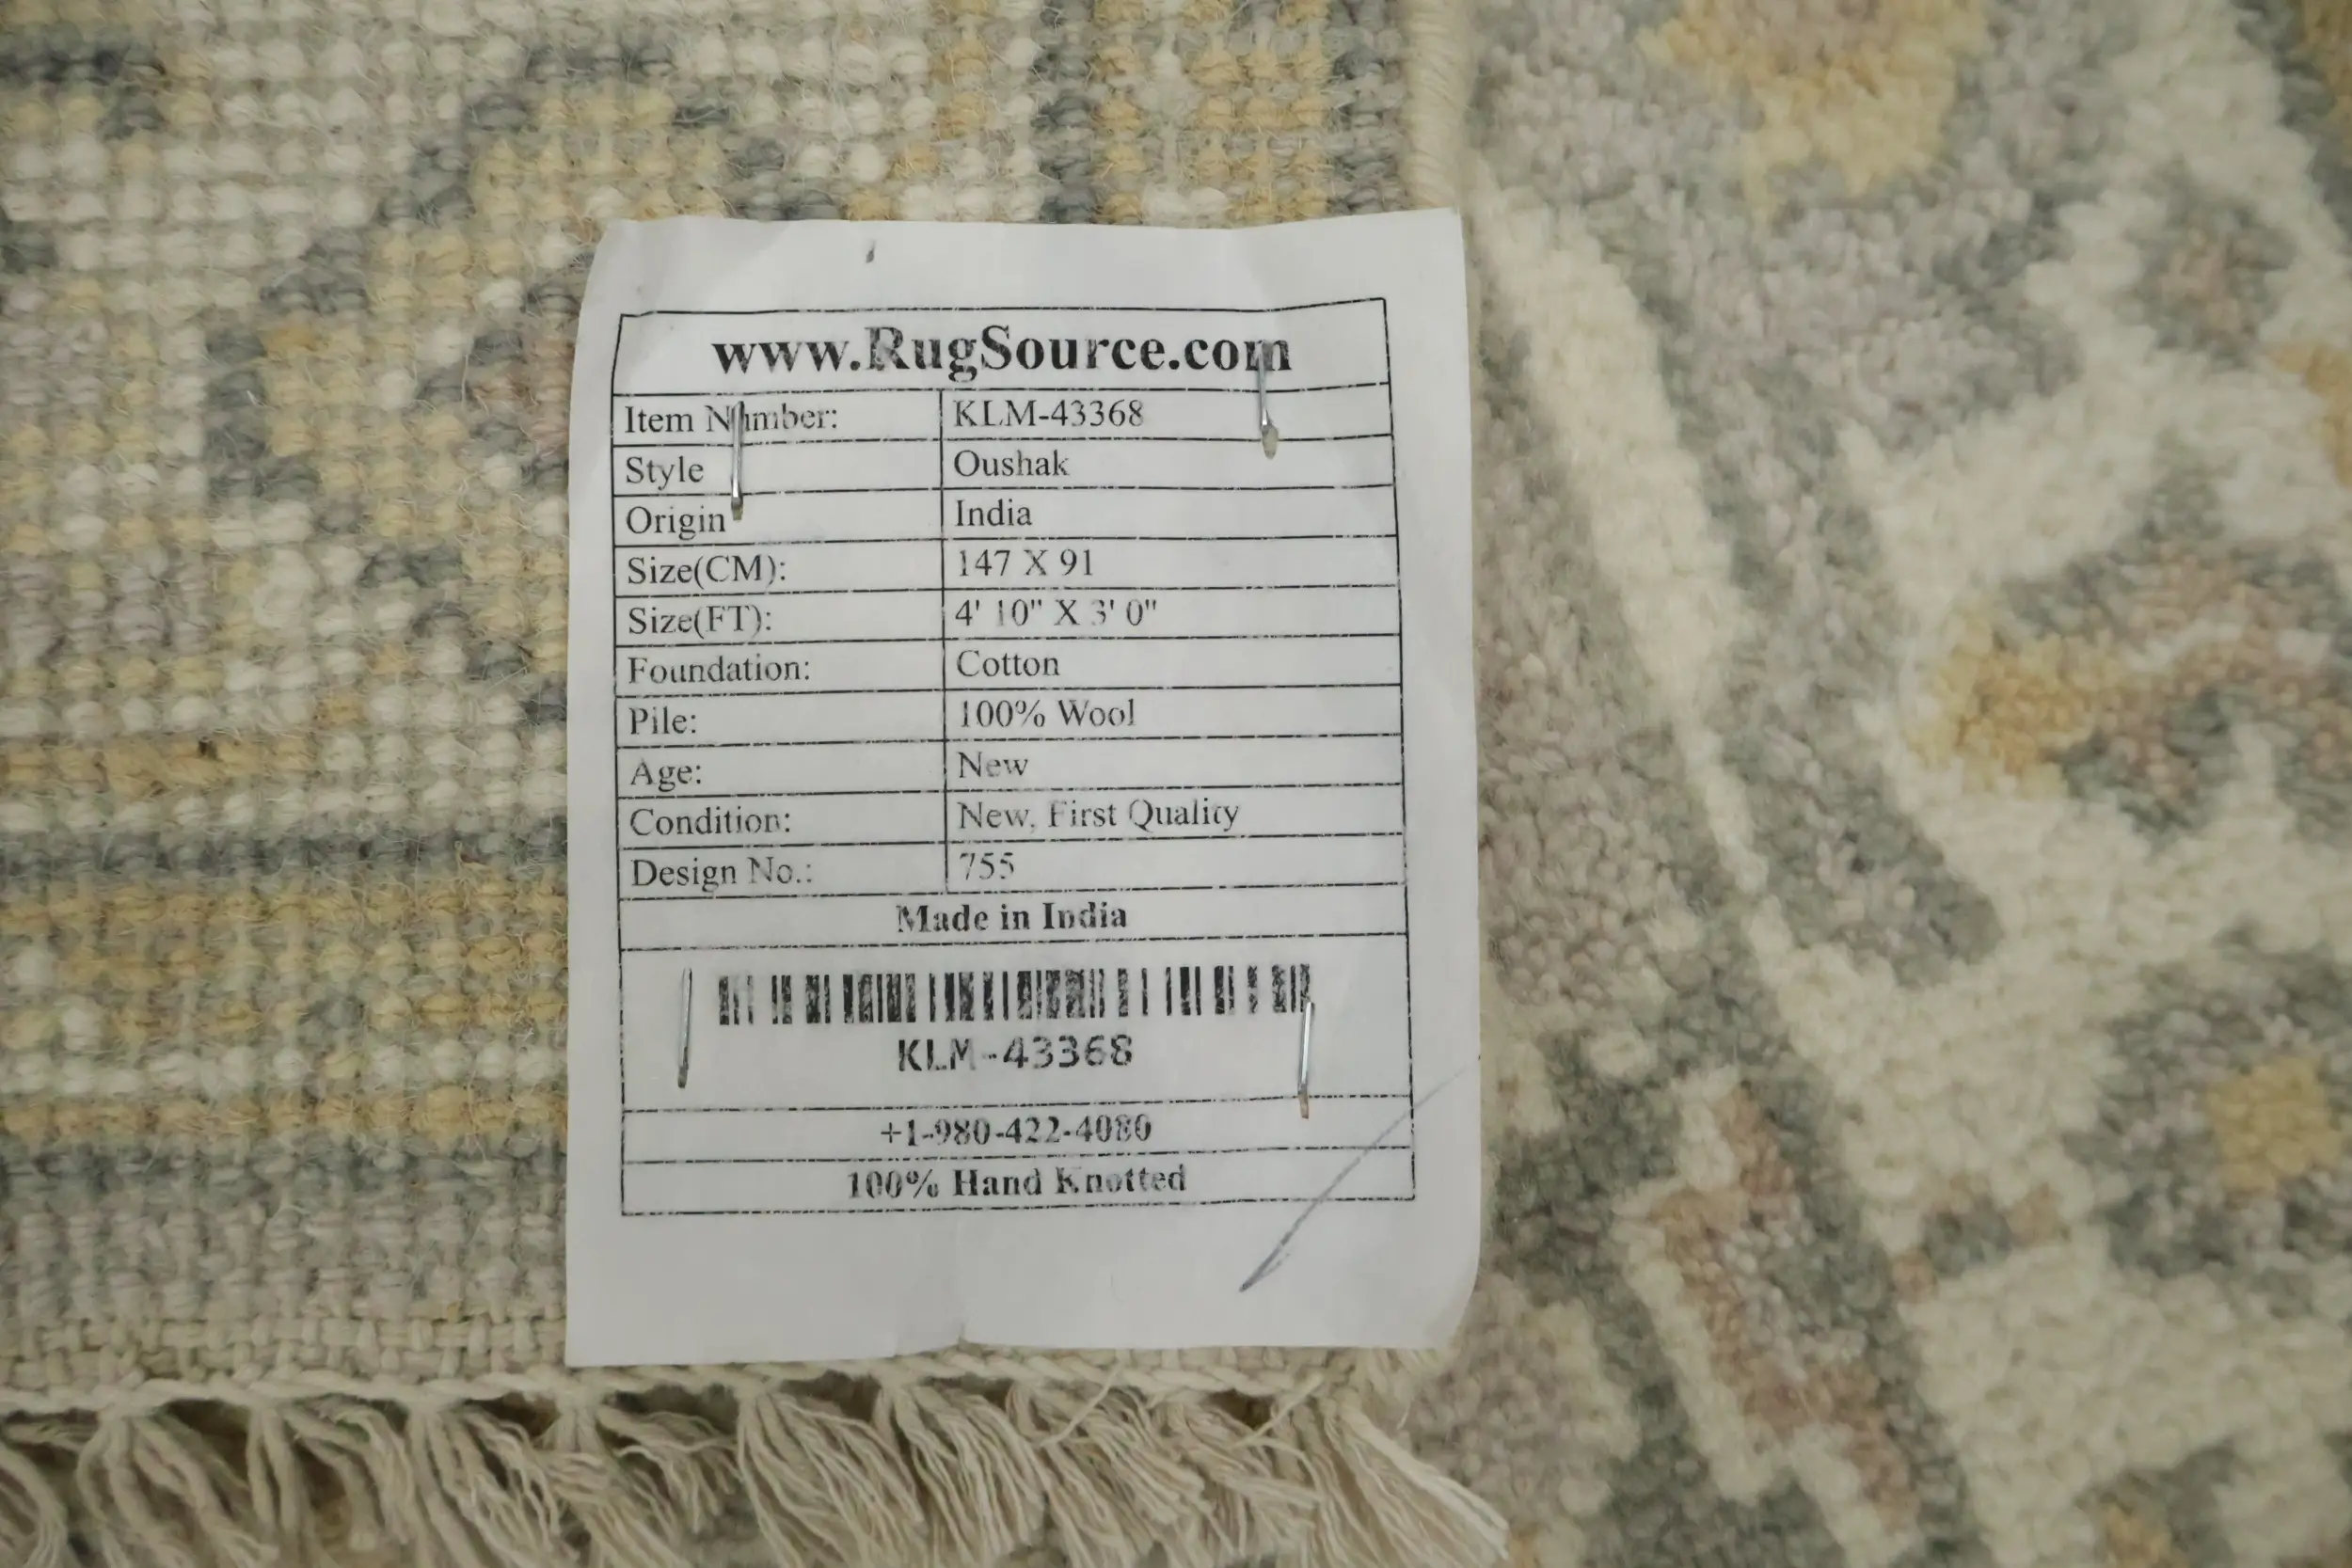 www.RugSource.com
Item Number: KLM-43368
Style Oushak
Origin India
Size(CM): 147 X 91
Size(FT): 4' 10" X 3' 0"
Foundation: Cotton
Pile: 100% Wool
Age: New
Condition: New, First Quality
Design No.: 755
Made in India
KLM-43368
+1-980-422-4080
100% Hand Knotted